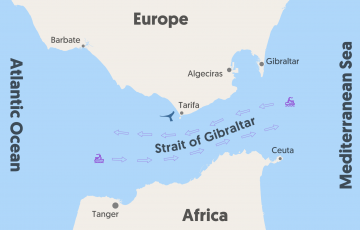 Europe
Barbate
Gibraltar
Algeciras
Atlantic Ocean
Mediterranean Sea
Tarifa
Strait of Gibraltar
Ceuta
Tanger
Africa